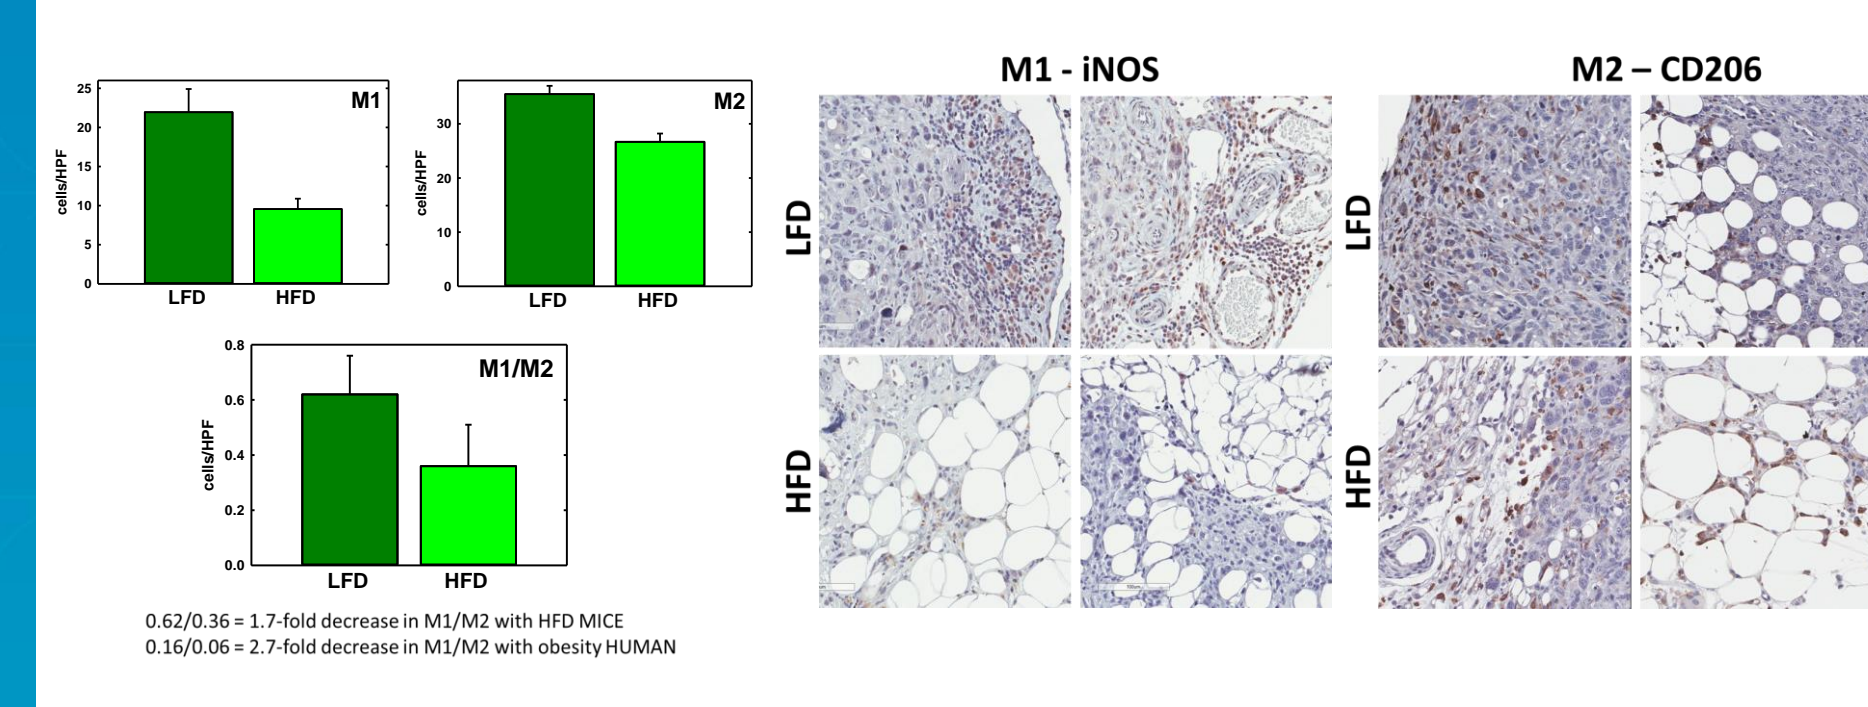 M1 - iNOS
M2 – CD206
25
20
15
10
5
0
cells/HPF
M1
LFD
HFD
30
20
10
0
cells/HPF
M2
LFD
HFD
0.8
0.6
0.4
0.2
0.0
cells/HPF
M1/M2
LFD
HFD
0.62/0.36 = 1.7-fold decrease in M1/M2 with HFD MICE
0.16/0.06 = 2.7-fold decrease in M1/M2 with obesity HUMAN
LFD
HFD
LFD
HFD